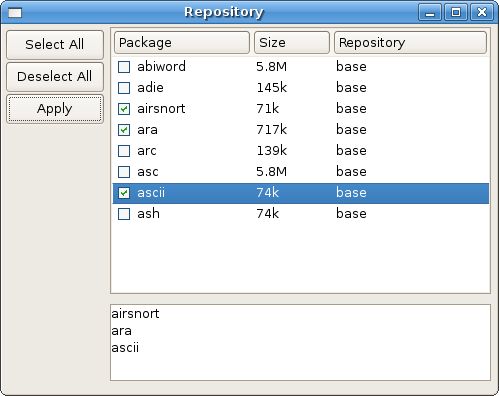 Repository
Select All
Deselect All
Apply
Package Size Repository
abiword 5.8M base
adie 145k base
airsnort 71k base
ara 717k base
arc 139k base
asc 5.8M base
ascii 74k base
ash 74k base
airsnort
ara
ascii